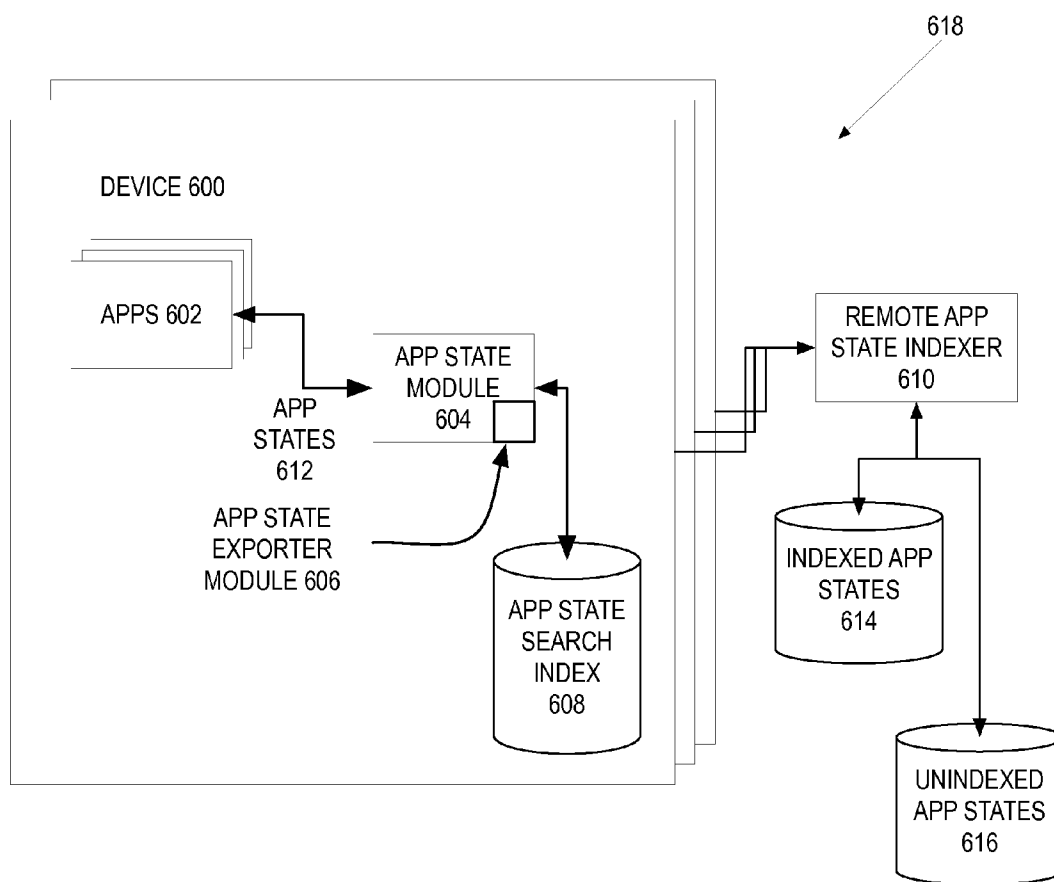 618
DEVICE 600
APPS 602
APP STATE
MODULE
604
APP
STATES
612
APP STATE
EXPORTER
MODULE 606
APP STATE
SEARCH
INDEX
608
REMOTE APP
STATE INDEXER
610
INDEXED APP
STATES
614
UNINDEXED
APP STATES
616